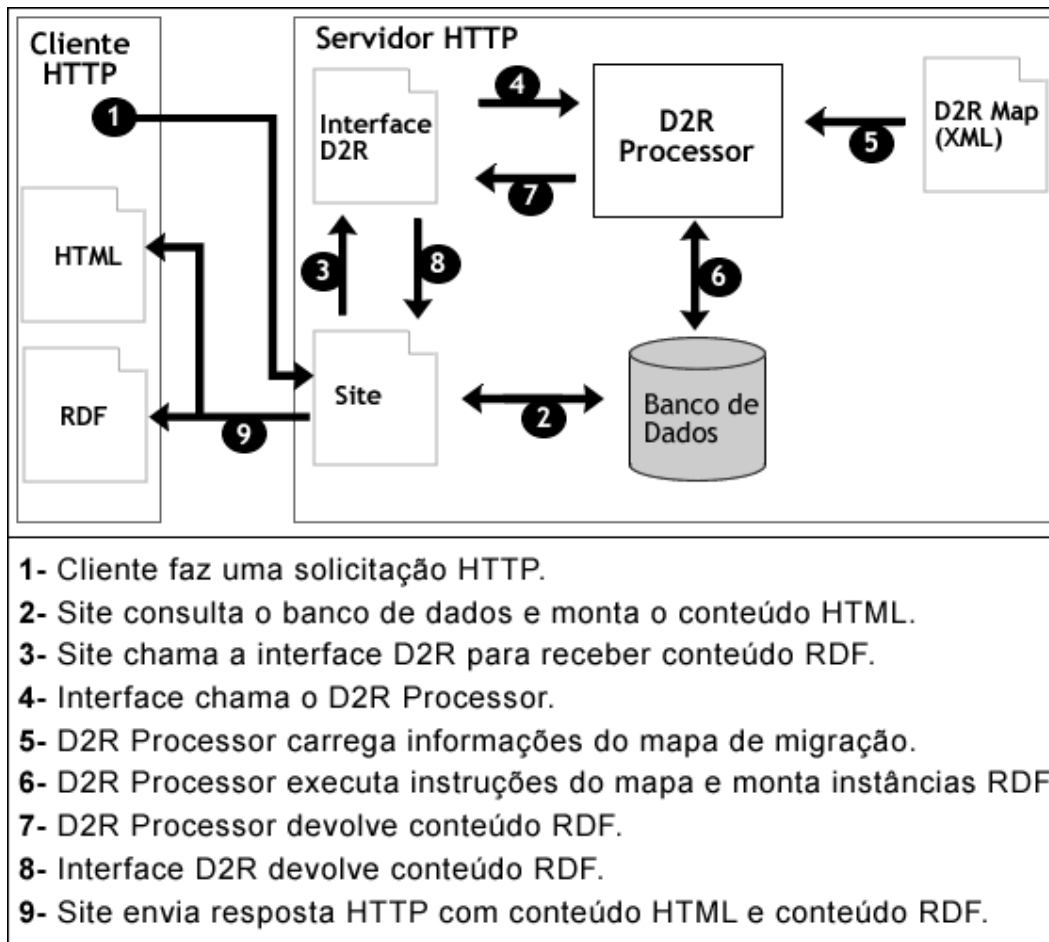 Cliente
HTTP
Servidor HTTP
1
Interface
D2R
4
D2R
Processor
5
D2R Map
(XML)
7
HTML
3
8
6
RDF
9
Site
2
Banco de
Dados
1- Cliente faz uma solicitação HTTP.
2- Site consulta o banco de dados e monta o conteúdo HTML.
3- Site chama a interface D2R para receber conteúdo RDF.
4- Interface chama o D2R Processor.
5- D2R Processor carrega informações do mapa de migração.
6- D2R Processor executa instruções do mapa e monta instâncias RDF
7- D2R Processor devolve conteúdo RDF.
8- Interface D2R devolve conteúdo RDF.
9- Site envia resposta HTTP com conteúdo HTML e conteúdo RDF.